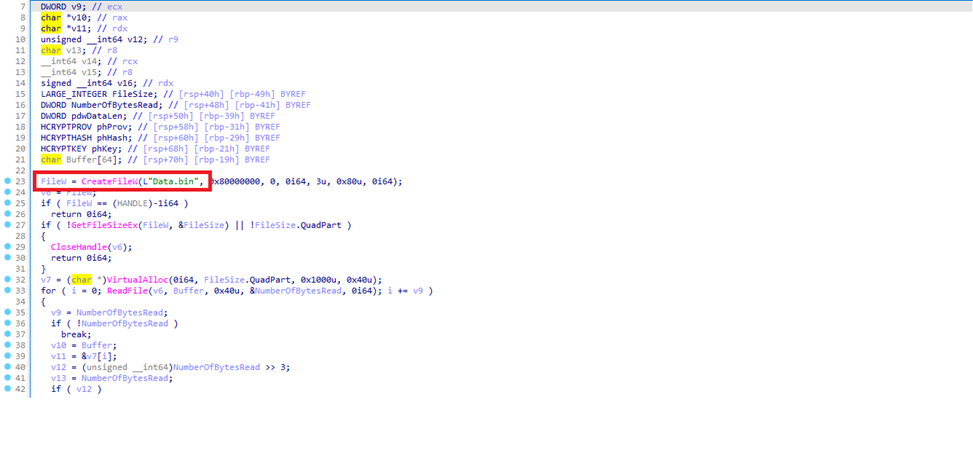 7 DWORD v9; // ecx
8 char *v10; // rax
9 char *v11; // rdx
10 unsigned __int64 v12; // r9
11 char v13; // r8
12 __int64 v14; // rcx
13 __int64 v15; // r8
14 signed __int64 v16; // rdx
15 LARGE_INTEGER FileSize; // [rsp+40h] [rbp-49h] BYREF
16 DWORD NumberOfBytesRead; // [rsp+48h] [rbp-41h] BYREF
17 DWORD pdwDataLen; // [rsp+50h] [rbp-39h] BYREF
18 HCRYPTPROV phProv; // [rsp+58h] [rbp-31h] BYREF
19 HCRYPTHASH phHash; // [rsp+60h] [rbp-29h] BYREF
20 HCRYPTKEY phKey; // [rsp+68h] [rbp-21h] BYREF
21 char Buffer[64]; // [rsp+70h] [rbp-19h] BYREF
22
23 FileW = CreateFileW(L"Data.bin", 0x80000000, 0, 0i64, 3u, 0x80u, 0i64);
24 v6 = FileW;
25 if ( FileW == (HANDLE)-1i64 )
26 return 0i64;
27 if ( !GetFileSizeEx(FileW, &FileSize) || !FileSize.QuadPart )
28 {
29 CloseHandle(v6);
30 return 0i64;
31 }
32 v7 = (char *)VirtualAlloc(0i64, FileSize.QuadPart, 0x1000u, 0x40u);
33 for ( i = 0; ReadFile(v6, Buffer, 0x40u, &NumberOfBytesRead, 0i64); i += v9 )
34 {
35 v9 = NumberOfBytesRead;
36 if ( !NumberOfBytesRead )
37 break;
38 v10 = Buffer;
39 v11 = &v7[i];
40 v12 = (unsigned __int64)NumberOfBytesRead >> 3;
41 v13 = NumberOfBytesRead;
42 if ( v12 )